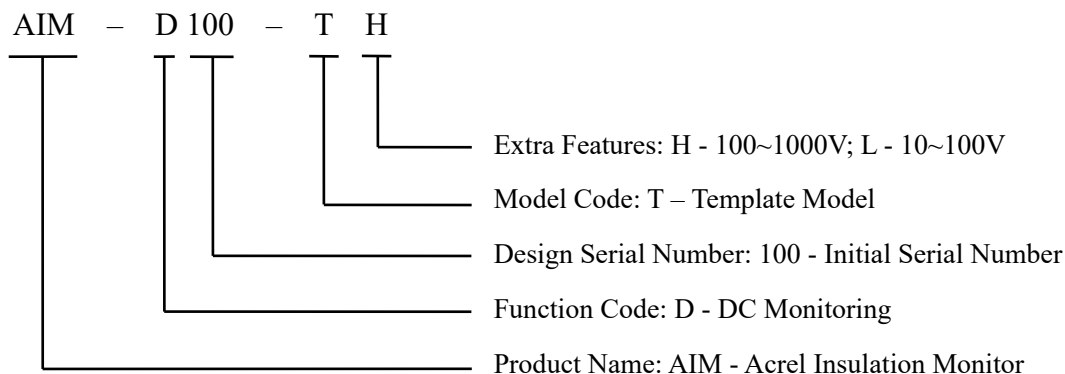 AIM – D 100 – T H
Extra Features: H - 100~1000V; L - 10~100V
Model Code: T – Template Model
Design Serial Number: 100 - Initial Serial Number
Function Code: D - DC Monitoring
Product Name: AIM - Acrel Insulation Monitor